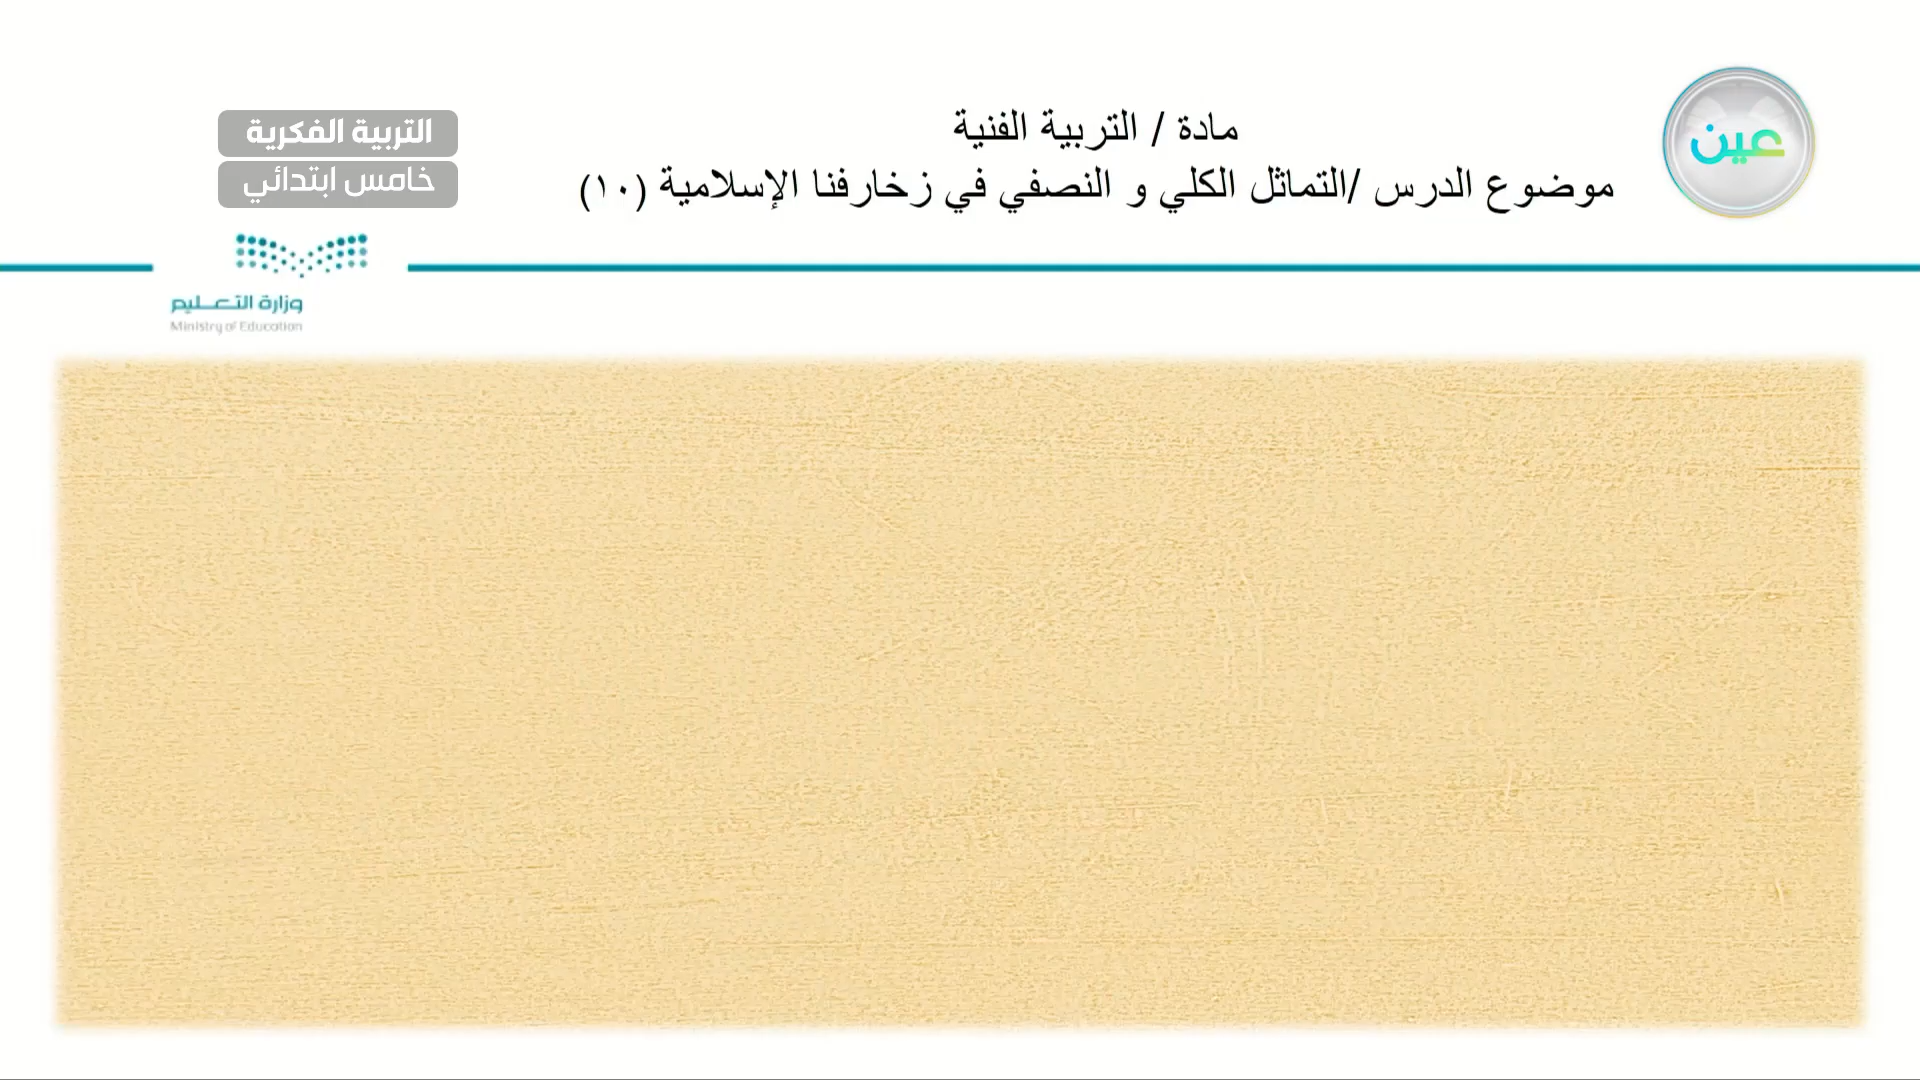 مادة / التربية الفنية
موضوع الدرس /التماثل الكلي و النصفي في زخارفنا الإسلامية (١٠)
عين
التربية الفكرية
خامس ابتدائي
وزارة التعـــليم
Ministry of Education